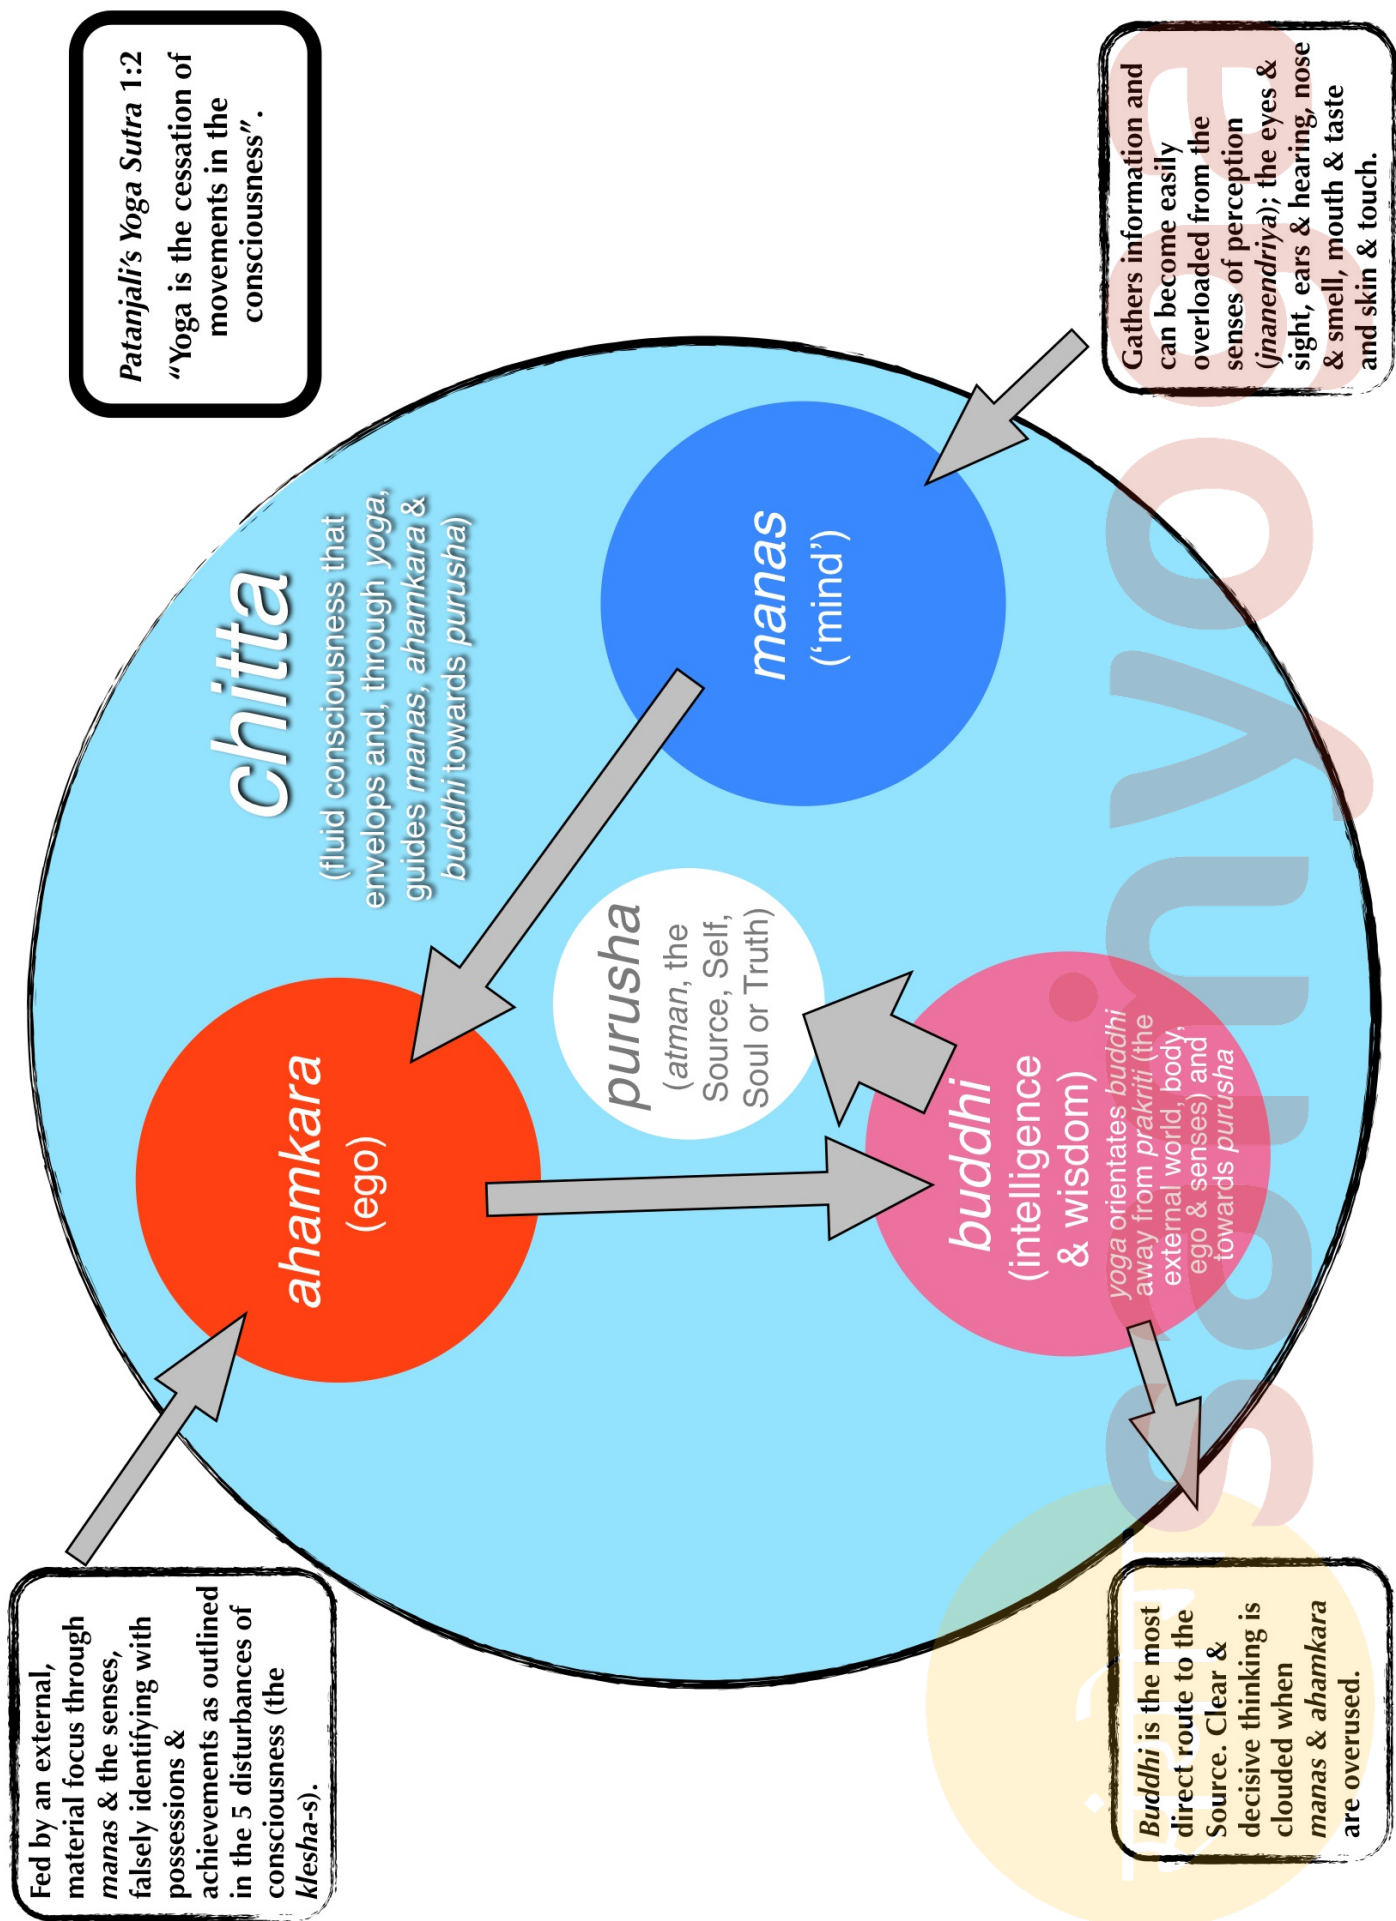 Fed by an external,
material focus through
manas & the senses,
falsely identifying with
possessions &
achievements as outlined
in the 5 disturbances of
consciousness (the
klesha-s).
Patanjali's Yoga Sutra 1:2
“Yoga is the cessation of
movements in the
consciousness”.
chitta
(fluid consciousness that
envelops and, through yoga,
guides manas, ahamkara &
buddhi towards purusha)
ahamkara
(ego)
purusha
(atman, the
Source, Self,
Soul or Truth)
manas
(‘mind’)
buddhi
(intelligence
& wisdom)
yoga orientates buddhi
away from prakriti (the
external world, body,
ego & senses) and
towards purusha
Buddhi is the most
direct route to the
Source. Clear &
decisive thinking is
clouded when
manas & ahamkara
are overused.
Gathers information and
can become easily
overloaded from the
senses of perception
(jnanendriya); the eyes &
sight, ears & hearing, nose
& smell, mouth & taste
and skin & touch.
sainyoga